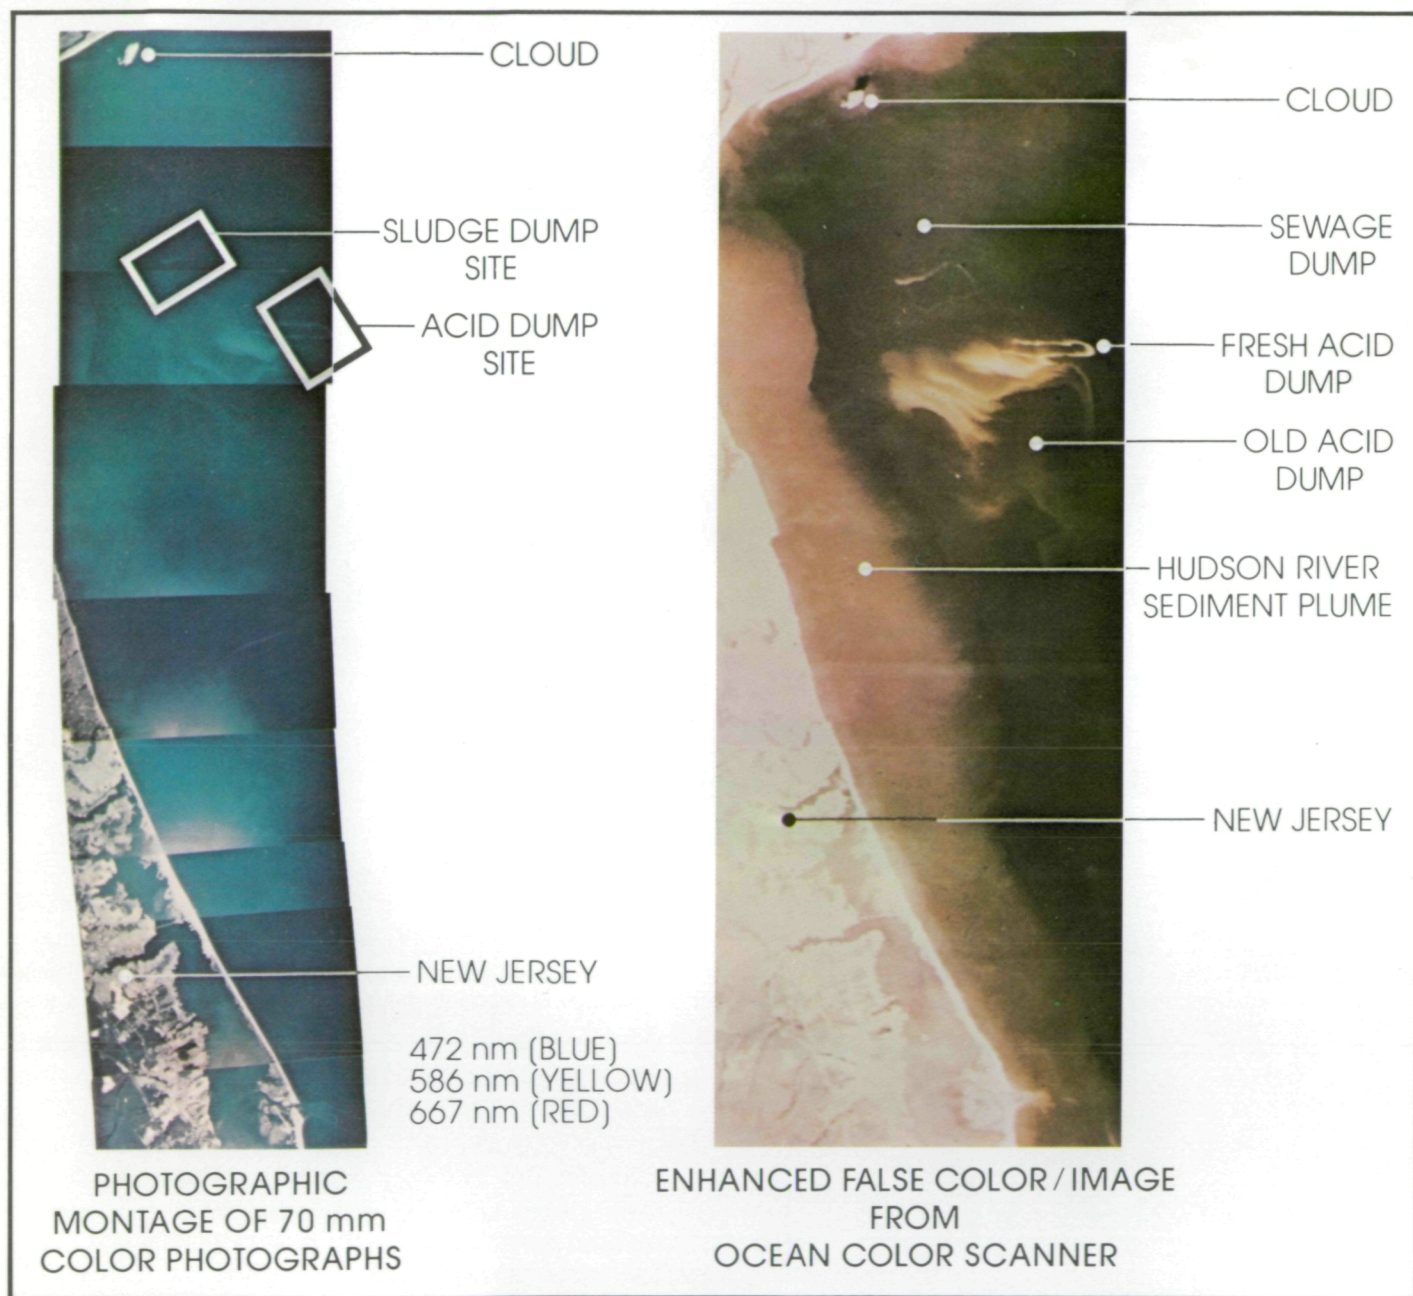 CLOUD
SLUDGE DUMP
SITE
ACID DUMP
SITE
NEW JERSEY
472 nm (BLUE)
586 nm (YELLOW)
667 nm (RED)
PHOTOGRAPHIC
MONTAGE OF 70 mm
COLOR PHOTOGRAPHS
CLOUD
SEWAGE
DUMP
FRESH ACID
DUMP
OLD ACID
DUMP
HUDSON RIVER
SEDIMENT PLUME
NEW JERSEY
ENHANCED FALSE COLOR / IMAGE
FROM
OCEAN COLOR SCANNER